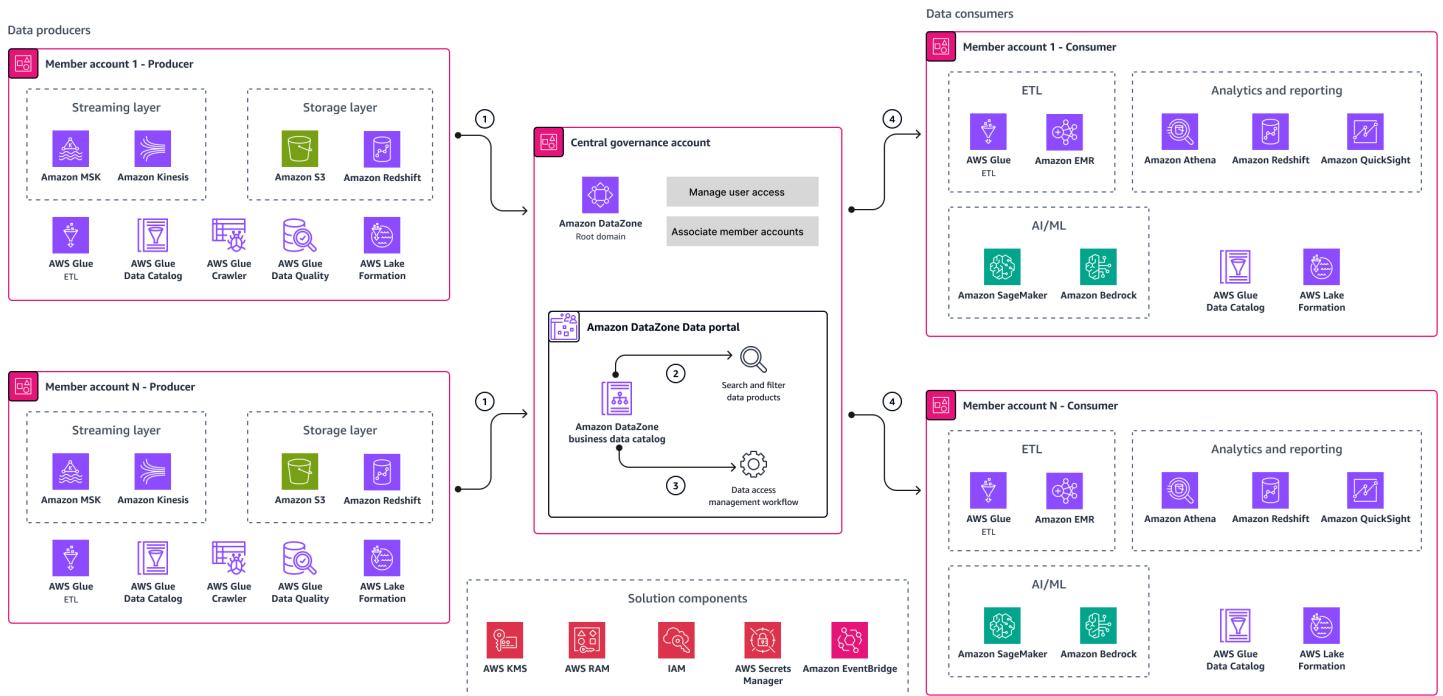 Data producers
Member account 1 - Producer
Streaming layer
Storage layer
Amazon MSK
Amazon Kinesis
Amazon S3
Amazon Redshift
AWS Glue
ETL
AWS Glue
Data Catalog
AWS Glue
Crawler
AWS Glue
Data Quality
AWS Lake
Formation
Member account N - Producer
Streaming layer
Storage layer
Amazon MSK
Amazon Kinesis
Amazon S3
Amazon Redshift
AWS Glue
ETL
AWS Glue
Data Catalog
AWS Glue
Crawler
AWS Glue
Data Quality
AWS Lake
Formation
1
1
Central governance account
Amazon DataZone
Root domain
Manage user access
Associate member accounts
Amazon DataZone Data portal
2
Search and filter
data products
Amazon DataZone
business data catalog
3
Data access
management workflow
Solution components
AWS KMS
AWS RAM
IAM
AWS Secrets
Manager
Amazon EventBridge
4
4
Data consumers
Member account 1 - Consumer
ETL
AWS Glue
ETL
Amazon EMR
Analytics and reporting
Amazon Athena
Amazon Redshift
Amazon QuickSight
AI/ML
Amazon SageMaker
Amazon Bedrock
AWS Glue
Data Catalog
AWS Lake
Formation
Member account N - Consumer
ETL
AWS Glue
ETL
Amazon EMR
Analytics and reporting
Amazon Athena
Amazon Redshift
Amazon QuickSight
AI/ML
Amazon SageMaker
Amazon Bedrock
AWS Glue
Data Catalog
AWS Lake
Formation